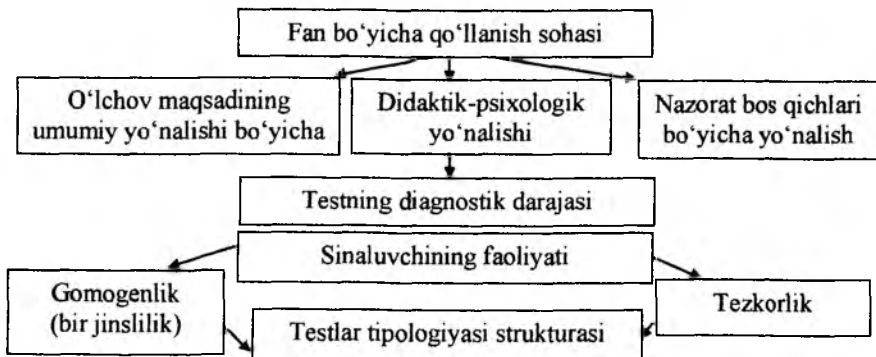 Fan bo‘yicha qo‘llanish sohasi
O‘lchov maqsadining
umumiy yo‘nalishi bo‘yicha
Didaktik-psixologik
yo‘nalishi
Nazorat bos qichlari
bo‘yicha yo‘nalish
Testning diagnostik darajasi
Sinaluvchining faoliyati
Gomogenlik
(bir jinslilik)
Tezkorlik
Testlar tipologiyasi strukturasi